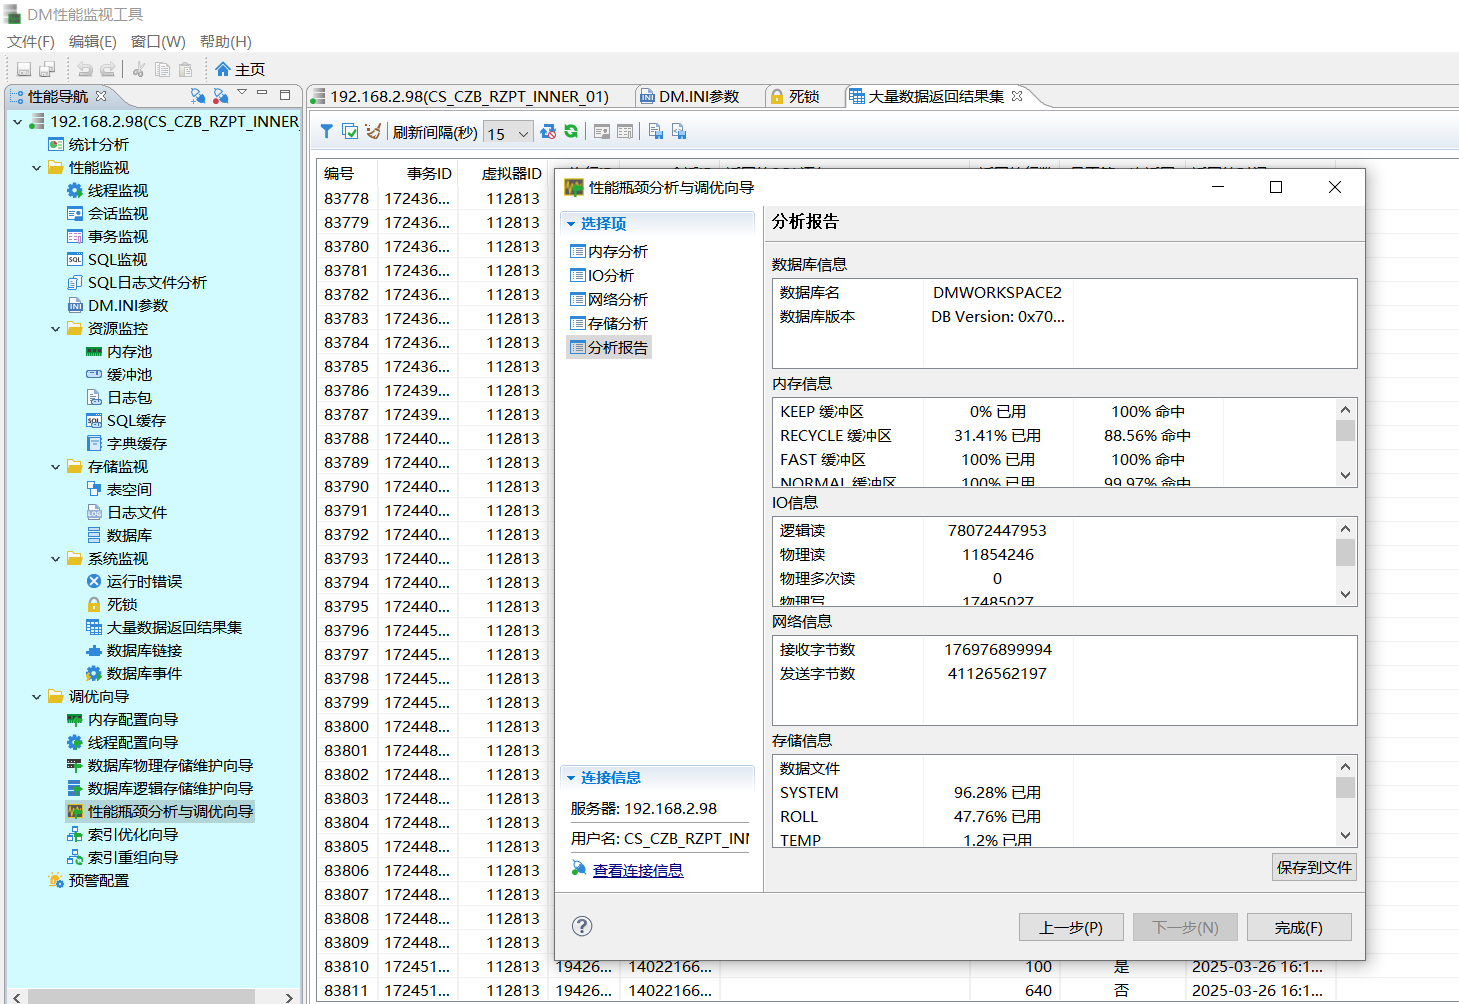 DM性能监视工具
文件(F) 编辑(E) 窗口(W) 帮助(H)
主页
性能导航
192.168.2.98(CS_CZB_RZPT_INNER_01) DM.INI参数 死锁 大量数据返回结果集
刷新间隔(秒) 15
192.168.2.98(CS_CZB_RZPT_INNER
统计分析
性能监视
线程监视
会话监视
事务监视
SQL监视
SQL日志文件分析
DM.INI参数
资源监控
内存池
缓冲池
日志包
SQL缓存
字典缓存
存储监视
表空间
日志文件
数据库
系统监视
运行时错误
死锁
大量数据返回结果集
数据库链接
数据库事件
调优向导
内存配置向导
线程配置向导
数据库物理存储维护向导
数据库逻辑存储维护向导
性能瓶颈分析与调优向导
索引优化向导
索引重组向导
预警配置
编号 事务ID 虚拟器ID
83778 172436... 112813
83779 172436... 112813
83780 172436... 112813
83781 172436... 112813
83782 172436... 112813
83783 172436... 112813
83784 172436... 112813
83785 172436... 112813
83786 172439... 112813
83787 172439... 112813
83788 172440... 112813
83789 172440... 112813
83790 172440... 112813
83791 172440... 112813
83792 172440... 112813
83793 172440... 112813
83794 172440... 112813
83795 172440... 112813
83796 172445... 112813
83797 172445... 112813
83798 172445... 112813
83799 172445... 112813
83800 172448... 112813
83801 172448... 112813
83802 172448... 112813
83803 172448... 112813
83804 172448... 112813
83805 172448... 112813
83806 172448... 112813
83807 172448... 112813
83808 172448... 112813
83809 172448... 112813
83810 172451... 112813 19426... 14022166... 100 是 2025-03-26 16:1...
83811 172451... 112813 19426... 14022166... 640 否 2025-03-26 16:1...
性能瓶颈分析与调优向导
选择项
内存分析
IO分析
网络分析
存储分析
分析报告
连接信息
服务器: 192.168.2.98
用户名: CS_CZB_RZPT_INN
查看连接信息
分析报告
数据库信息
数据库名 DMWORKSPACE2
数据库版本 DB Version: 0x70...
内存信息
KEEP 缓冲区 0% 已用 100% 命中
RECYCLE 缓冲区 31.41% 已用 88.56% 命中
FAST 缓冲区 100% 已用 100% 命中
NORMAL 缓冲区 100% 已用 99.97% 命中
IO信息
逻辑读 78072447953
物理读 11854246
物理多次读 0
物理写 17485027
网络信息
接收字节数 176976899994
发送字节数 41126562197
存储信息
数据文件
SYSTEM 96.28% 已用
ROLL 47.76% 已用
TEMP 1.2% 已用
保存到文件
上一步(P) 下一步(N) 完成(F)